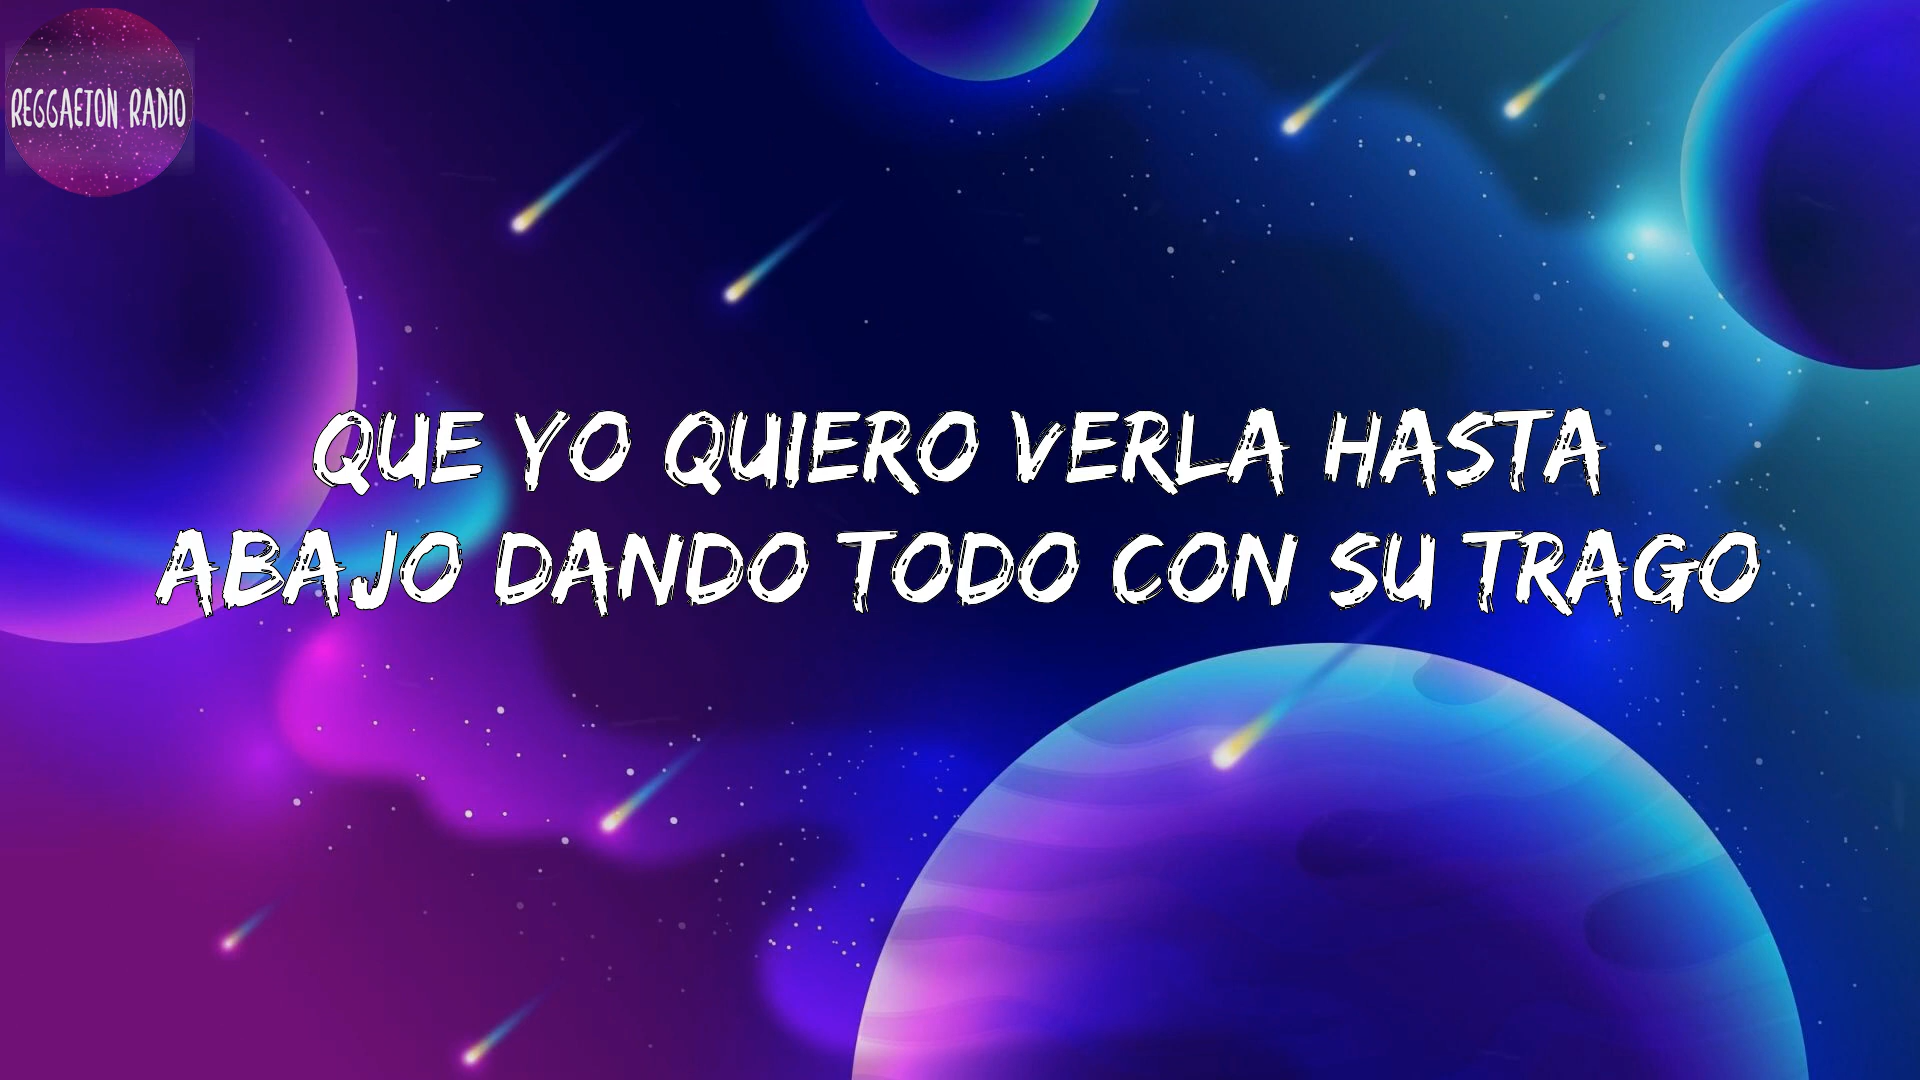 REGGAETON RADIO
QUE YO QUIERO VERLA HASTA
ABAJO DANDO TODO CON SU TRAGO